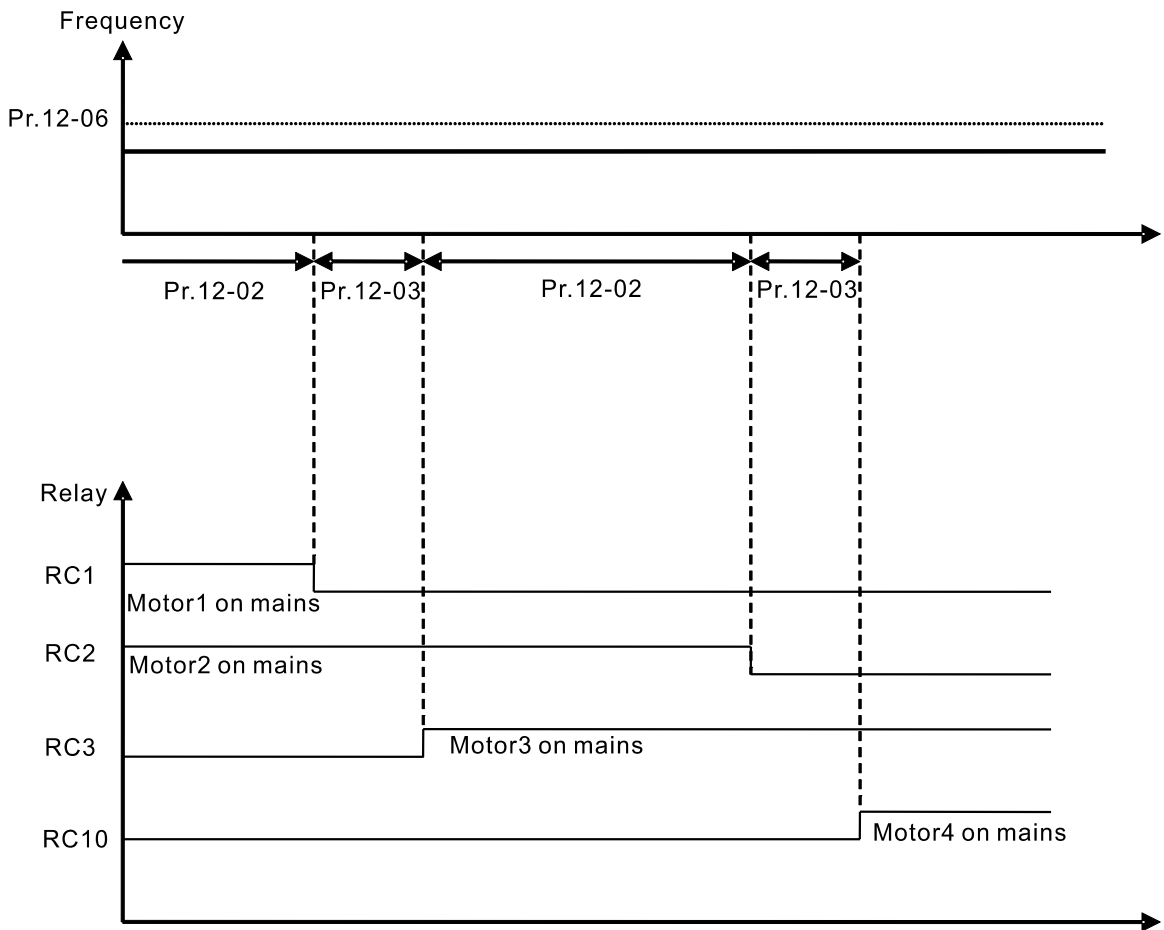 Frequency
Pr.12-06
Pr.12-02
Pr.12-03
Pr.12-02
Pr.12-03
Relay
RC1
Motor1 on mains
RC2
Motor2 on mains
RC3
Motor3 on mains
RC10
Motor4 on mains